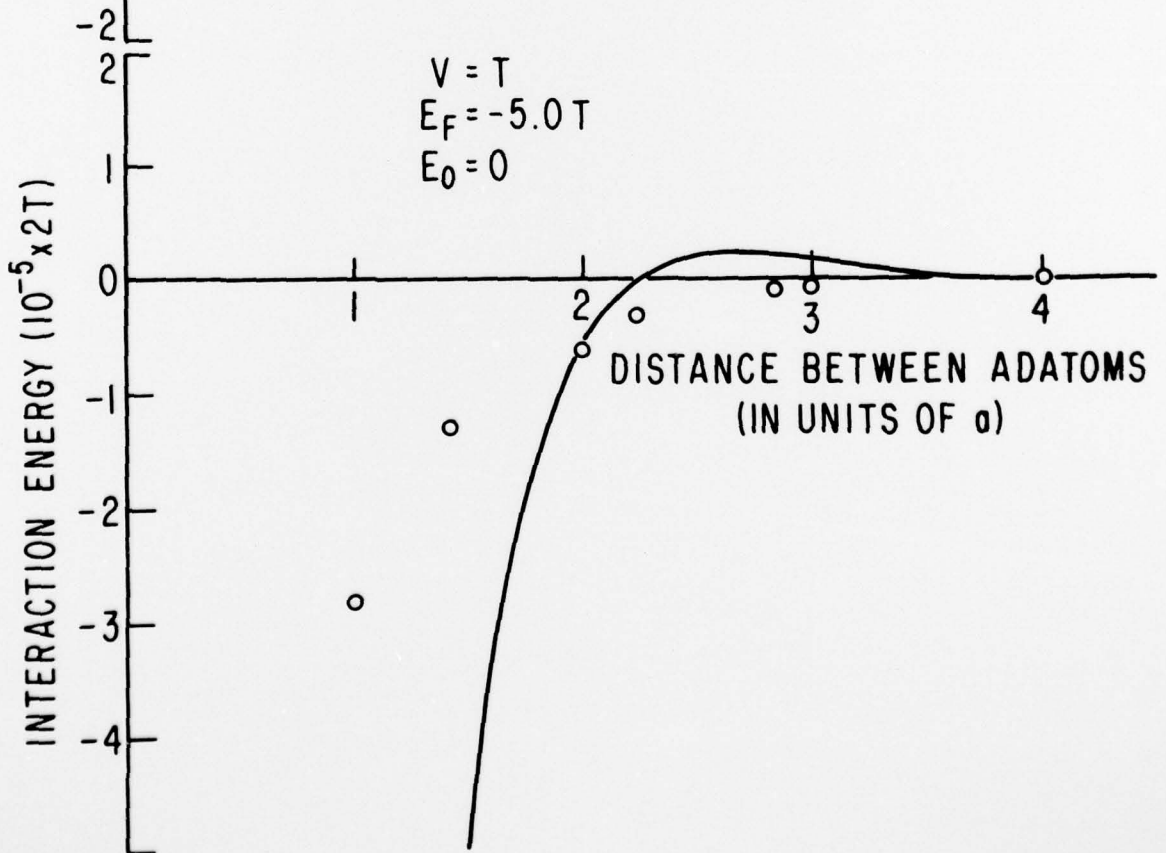 -2
2
V = T
E_F = -5.0 T
E_0 = 0
1
0
1
2
3
4
DISTANCE BETWEEN ADATOMS
(IN UNITS OF a)
-1
-2
-3
-4
INTERACTION ENERGY (10^-5 x 2T)